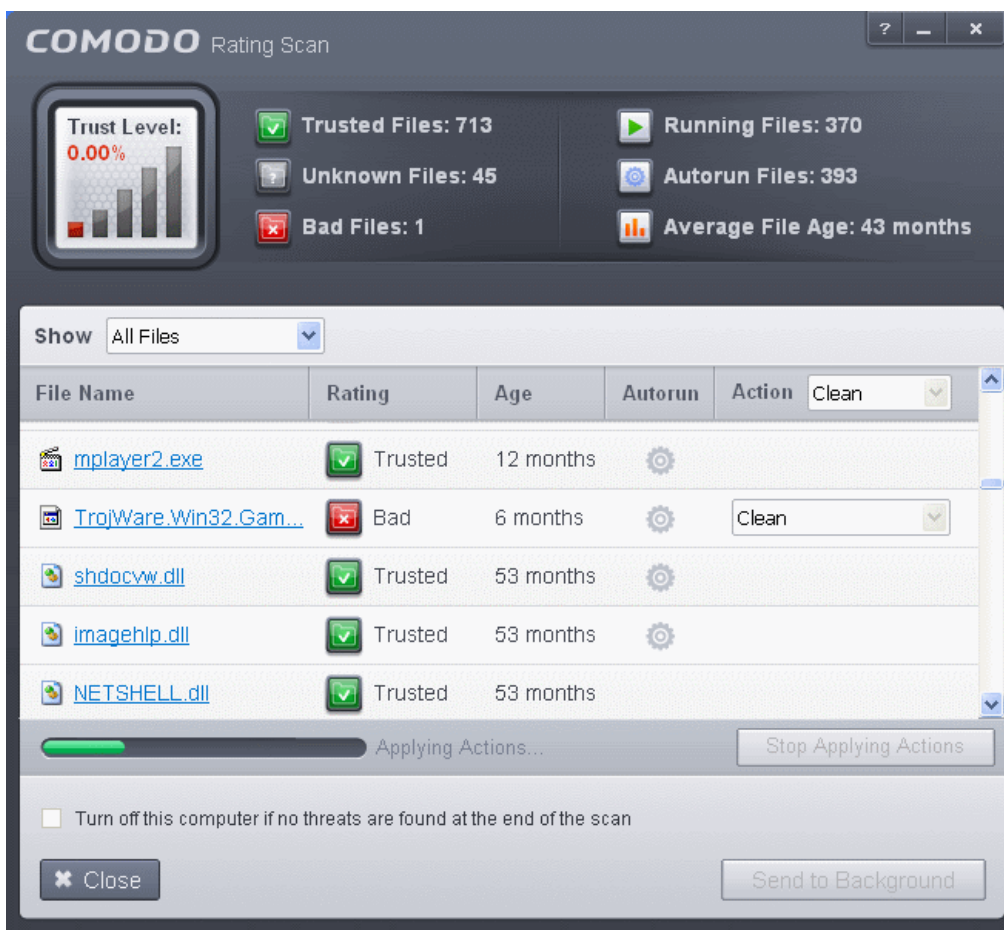 COMODO Rating Scan
? – ×
Trust Level:
0.00%
Trusted Files: 713
Unknown Files: 45
Bad Files: 1
Running Files: 370
Autorun Files: 393
Average File Age: 43 months
Show All Files
File Name Rating Age Autorun Action Clean
mplayer2.exe Trusted 12 months
TrojWare.Win32.Gam... Bad 6 months Clean
shdocvw.dll Trusted 53 months
imagehlp.dll Trusted 53 months
NETSHELL.dll Trusted 53 months
Applying Actions... Stop Applying Actions
Turn off this computer if no threats are found at the end of the scan
Close Send to Background